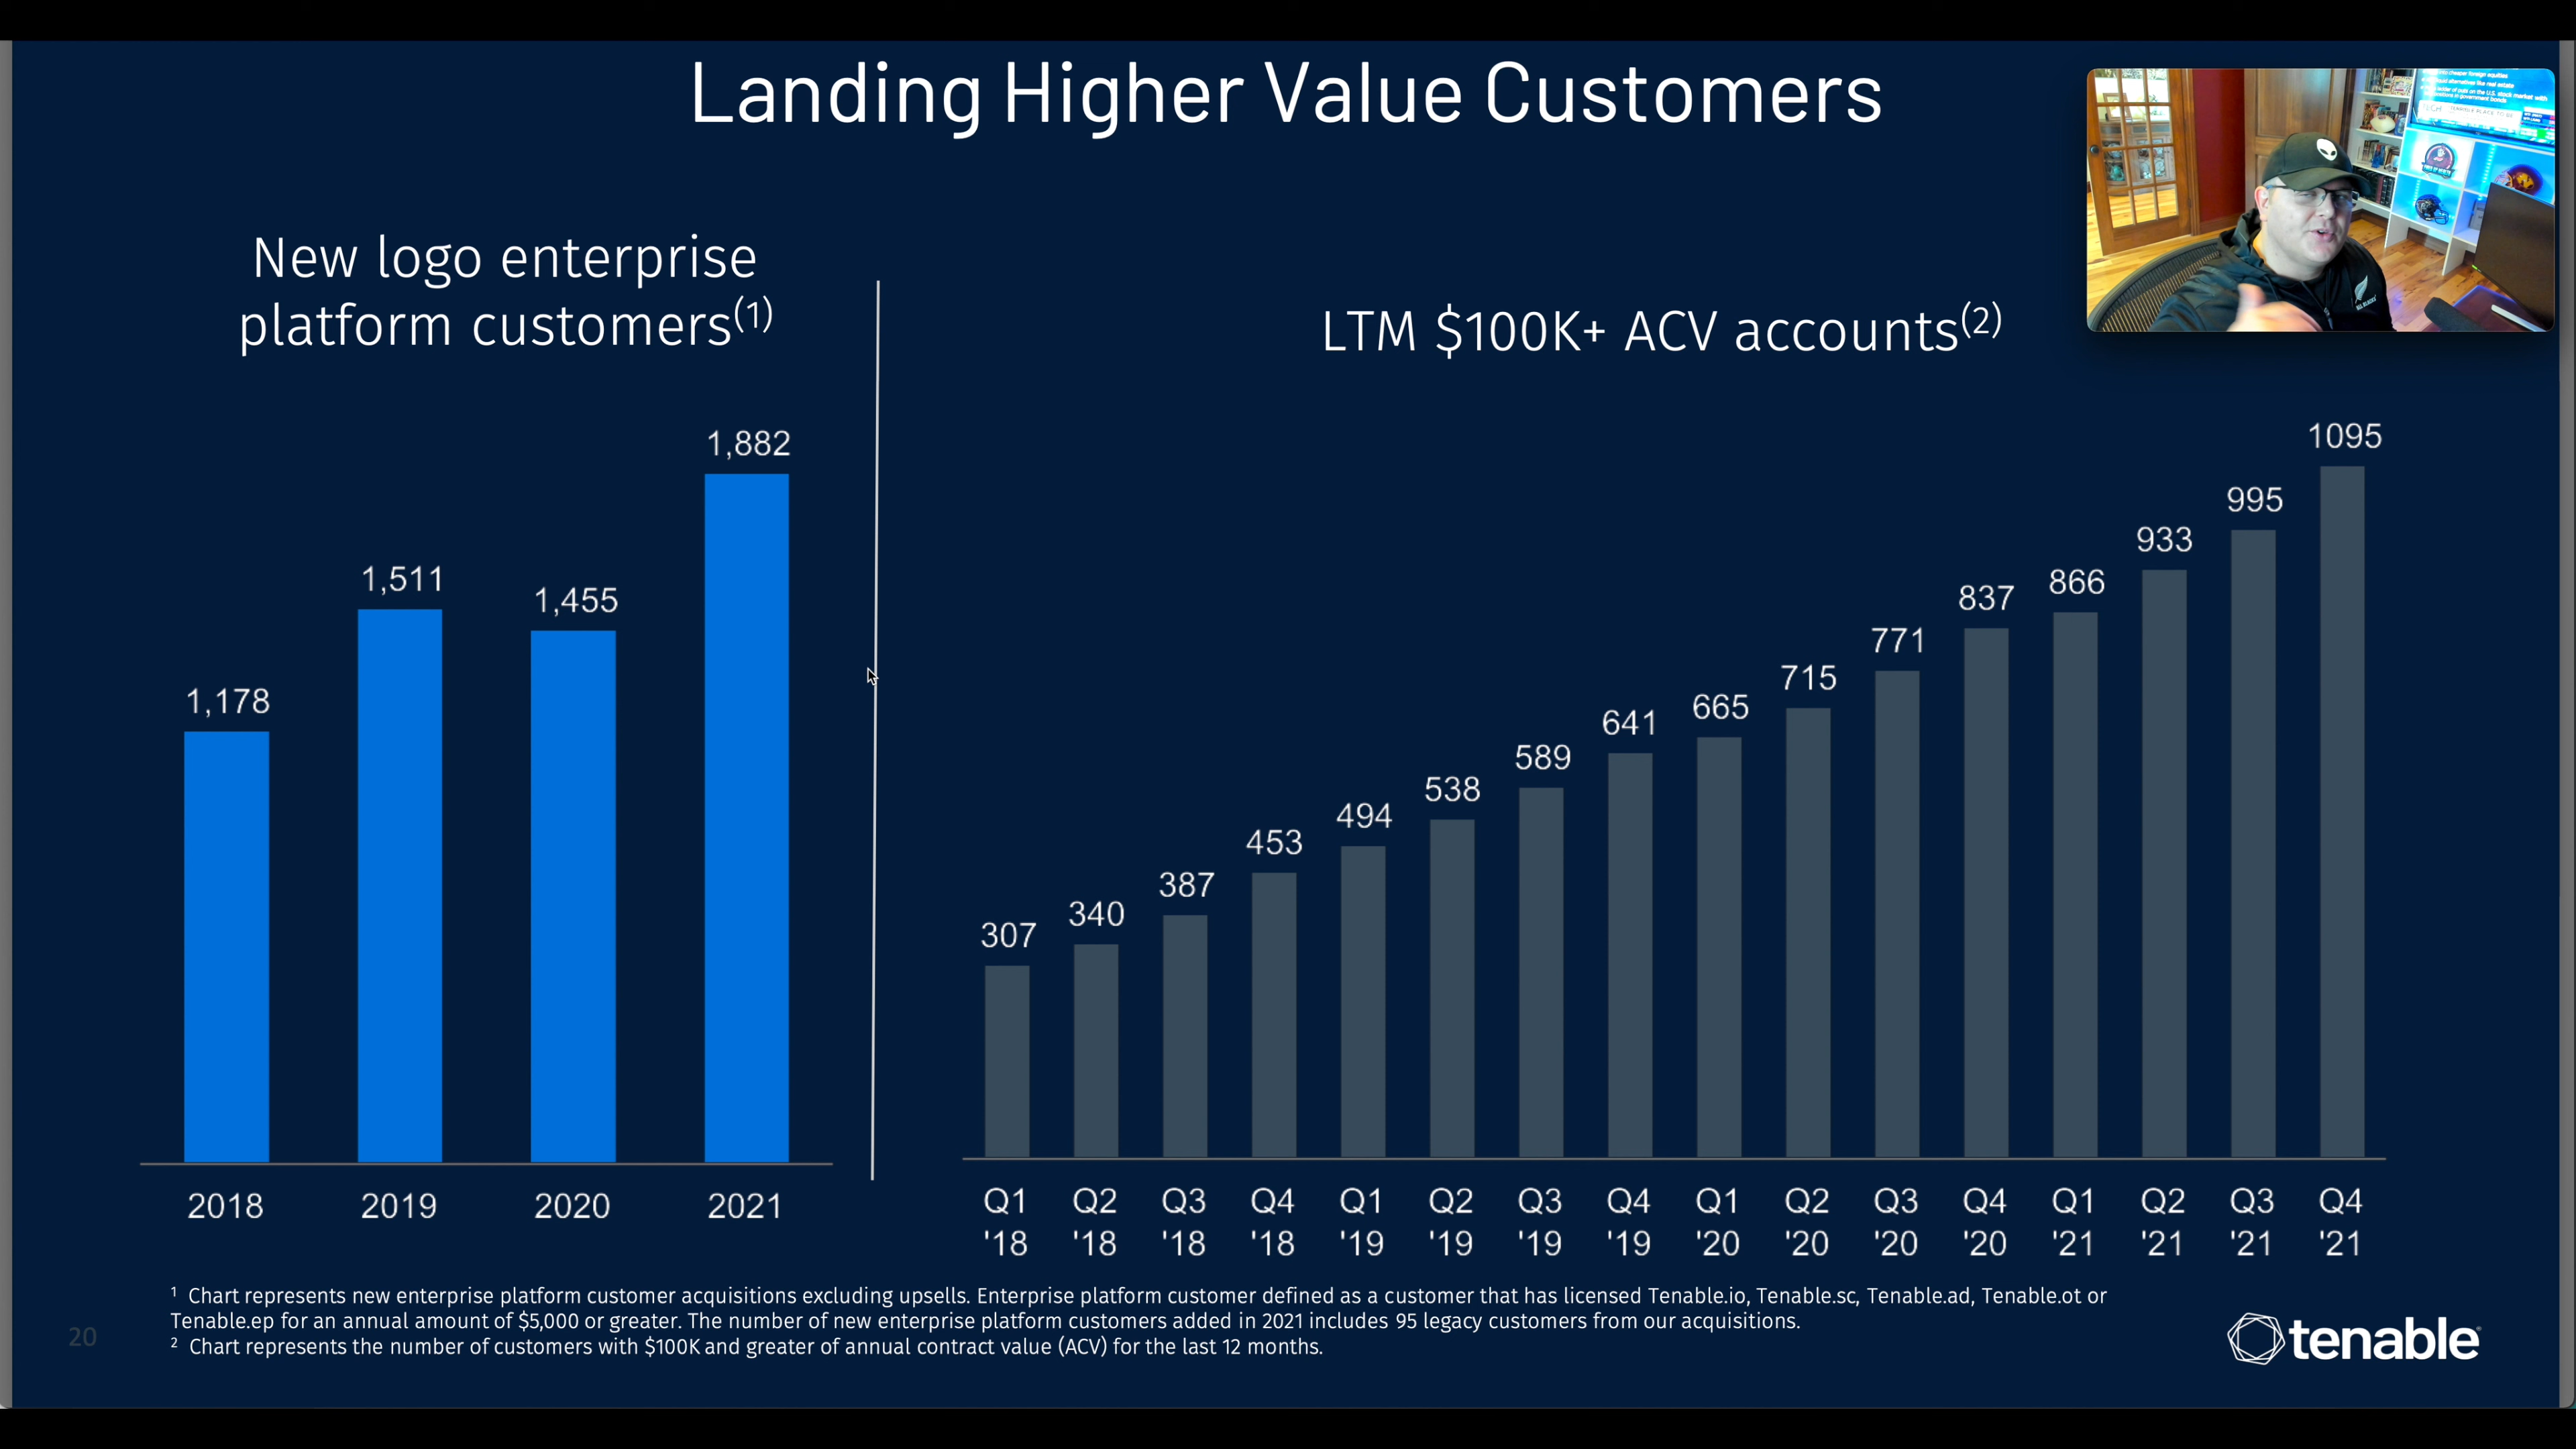 Landing Higher Value Customers
New logo enterprise
platform customers(1)
1,178
1,511
1,455
1,882
2018
2019
2020
2021
LTM $100K+ ACV accounts(2)
307
340
387
453
494
538
589
641
665
715
771
837
866
933
995
1095
Q1 Q2 Q3 Q4 Q1 Q2 Q3 Q4 Q1 Q2 Q3 Q4 Q1 Q2 Q3 Q4
'18 '18 '18 '18 '19 '19 '19 '19 '20 '20 '20 '20 '21 '21 '21 '21
1 Chart represents new enterprise platform customer acquisitions excluding upsells. Enterprise platform customer defined as a customer that has licensed Tenable.io, Tenable.sc, Tenable.ad, Tenable.ot or
Tenable.ep for an annual amount of $5,000 or greater. The number of new enterprise platform customers added in 2021 includes 95 legacy customers from our acquisitions.
2 Chart represents the number of customers with $100K and greater of annual contract value (ACV) for the last 12 months.
20
tenable